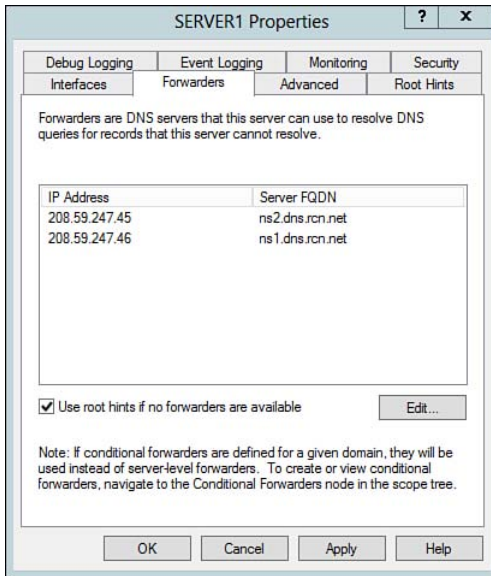 SERVER1 Properties
? x
Debug Logging Event Logging Monitoring Security
Interfaces Forwarders Advanced Root Hints
Forwarders are DNS servers that this server can use to resolve DNS
queries for records that this server cannot resolve.
IP Address Server FQDN
208.59.247.45 ns2.dns.rcn.net
208.59.247.46 ns1.dns.rcn.net
Use root hints if no forwarders are available Edit...
Note: If conditional forwarders are defined for a given domain, they will be
used instead of server-level forwarders. To create or view conditional
forwarders, navigate to the Conditional Forwarders node in the scope tree.
OK Cancel Apply Help